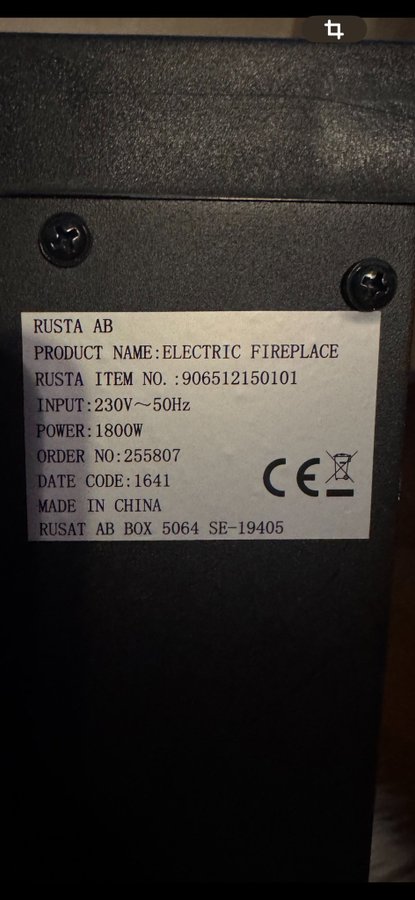 RUSTA AB
PRODUCT NAME:ELECTRIC FIREPLACE
RUSTA ITEM NO.:906512150101
INPUT:230V～50Hz
POWER:1800W
ORDER NO:255807
DATE CODE:1641
CE
MADE IN CHINA
RUSAT AB BOX 5064 SE-19405